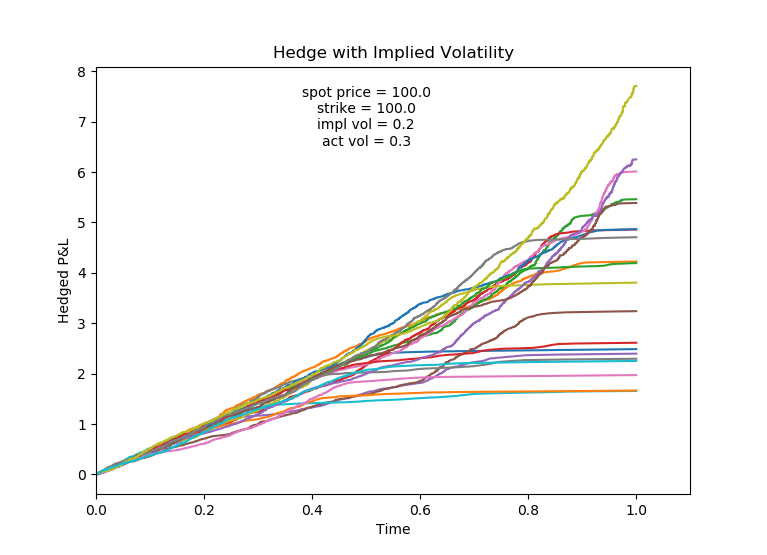 Hedge with Implied Volatility
spot price = 100.0
strike = 100.0
impl vol = 0.2
act vol = 0.3
Hedged P&L
8
7
6
5
4
3
2
1
0
0.0 0.2 0.4 0.6 0.8 1.0
Time